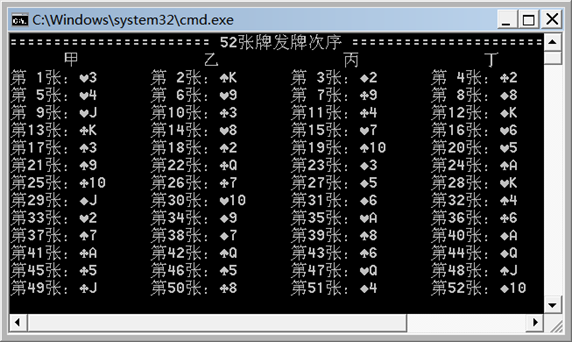 C:\Windows\system32\cmd.exe
------------------------ 52张牌发牌次序 ------------------------
甲 乙 丙 丁
第 1张：♥3 第 2张：♠K 第 3张：♦2 第 4张：♣2
第 5张：♥4 第 6张：♥9 第 7张：♣9 第 8张：♦8
第 9张：♥J 第10张：♣3 第11张：♣4 第12张：♦K
第13张：♣K 第14张：♥8 第15张：♥7 第16张：♥6
第17张：♠3 第18张：♠2 第19张：♠10 第20张：♥5
第21张：♠9 第22张：♣Q 第23张：♦3 第24张：♠A
第25张：♣10 第26张：♣7 第27张：♦5 第28张：♥K
第29张：♦J 第30张：♥10 第31张：♦6 第32张：♠4
第33张：♥2 第34张：♦9 第35张：♥A 第36张：♣6
第37张：♠7 第38张：♦7 第39张：♠8 第40张：♦A
第41张：♣A 第42张：♠Q 第43张：♠6 第44张：♦Q
第45张：♣5 第46张：♠5 第47张：♥Q 第48张：♠J
第49张：♣J 第50张：♣8 第51张：♦4 第52张：♦10